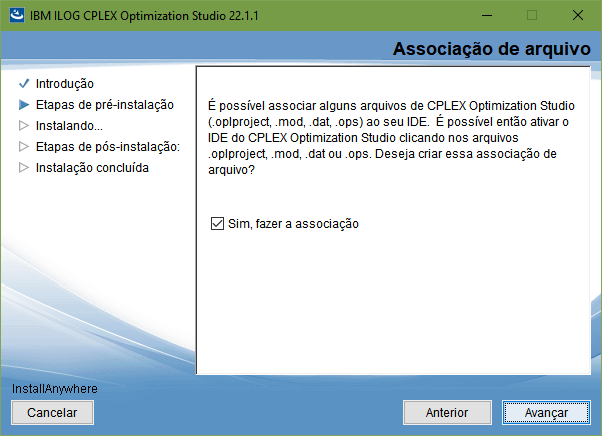 IBM ILOG CPLEX Optimization Studio 22.1.1
Associação de arquivo
Introdução
Etapas de pré-instalação
Instalando...
Etapas de pós-instalação:
Instalação concluída
É possível associar alguns arquivos de CPLEX Optimization Studio
(.oplproject, .mod, .dat, .ops) ao seu IDE. É possível então ativar o
IDE do CPLEX Optimization Studio clicando nos arquivos
.oplproject, .mod, .dat ou .ops. Deseja criar essa associação de
arquivo?
Sim, fazer a associação
InstallAnywhere
Cancelar
Anterior
Avançar